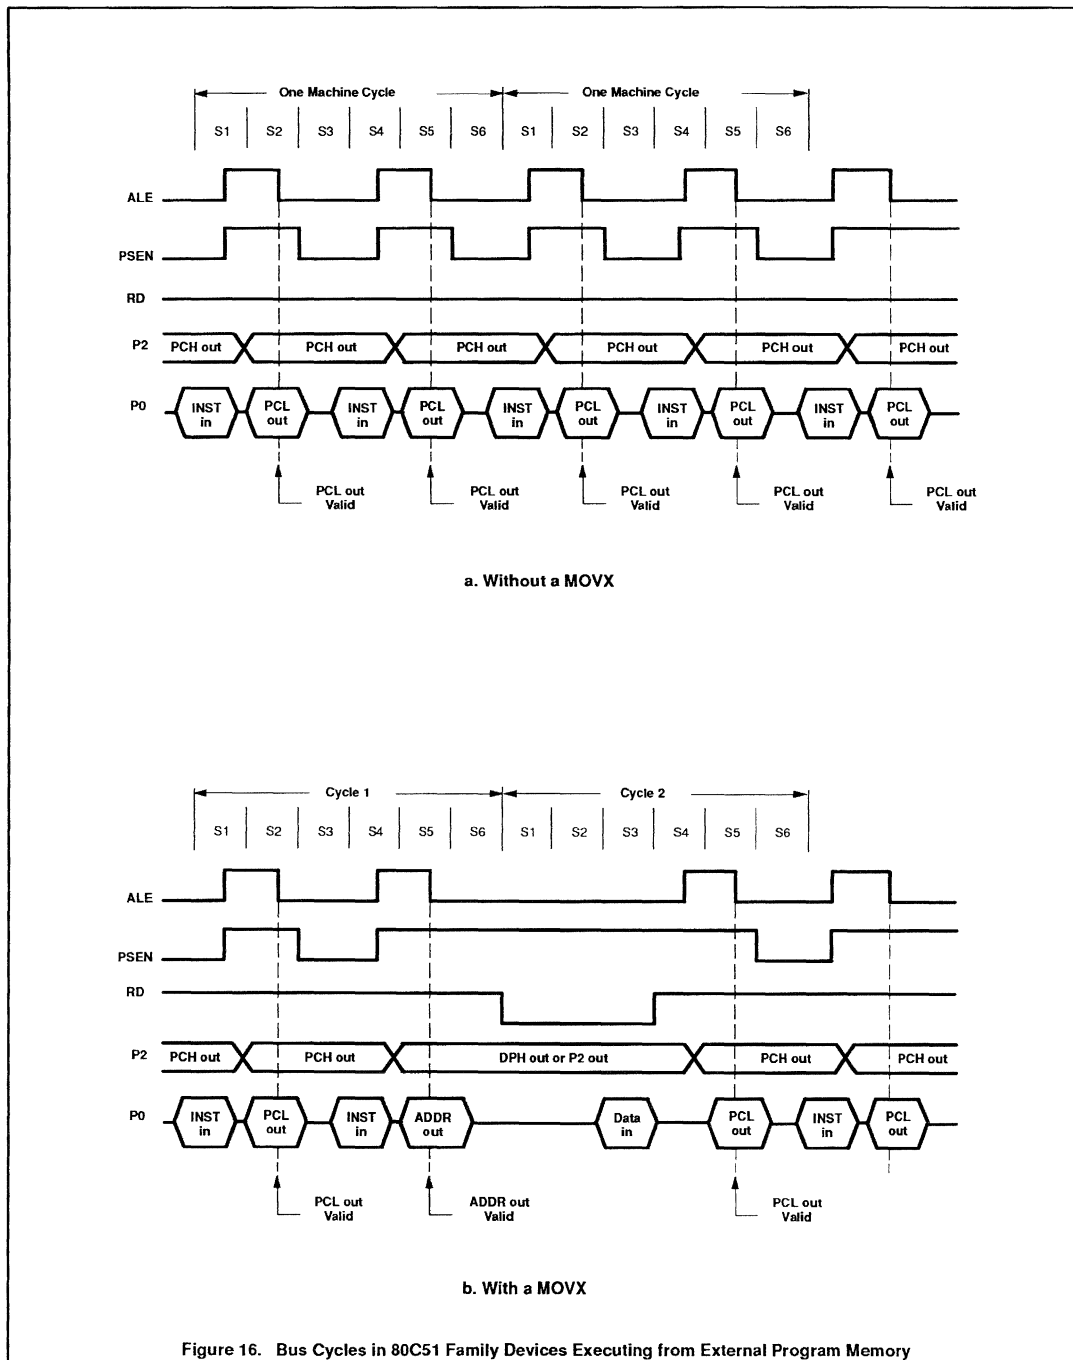 One Machine Cycle One Machine Cycle
S1 S2 S3 S4 S5 S6 S1 S2 S3 S4 S5 S6
ALE
PSEN
RD
P2 PCH out PCH out PCH out PCH out PCH out PCH out
P0 INST in PCL out INST in PCL out INST in PCL out INST in PCL out INST in PCL out
PCL out Valid PCL out Valid PCL out Valid PCL out Valid PCL out Valid
a. Without a MOVX
Cycle 1 Cycle 2
S1 S2 S3 S4 S5 S6 S1 S2 S3 S4 S5 S6
ALE
PSEN
RD
P2 PCH out PCH out DPH out or P2 out PCH out PCH out
P0 INST in PCL out INST in ADDR out Data in PCL out INST in PCL out
PCL out Valid ADDR out Valid PCL out Valid
b. With a MOVX
Figure 16. Bus Cycles in 80C51 Family Devices Executing from External Program Memory